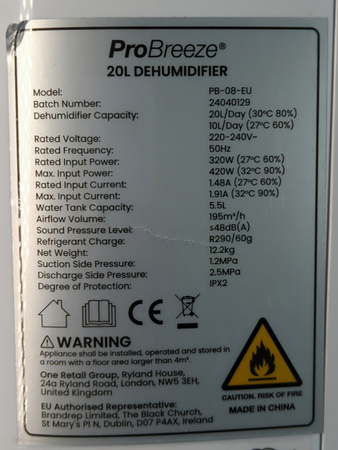 ProBreeze®
20L DEHUMIDIFIER
Model: PB-08-EU
Batch Number: 24040129
Dehumidifier Capacity: 20L/Day (30°C 80%)
10L/Day (27°C 60%)
Rated Voltage: 220-240V~
Rated Frequency: 50Hz
Rated Input Power: 320W (27°C 60%)
Max. Input Power: 420W (32°C 90%)
Rated Input Current: 1.48A (27°C 60%)
Max. Input Current: 1.91A (32°C 90%)
Water Tank Capacity: 5.5L
Airflow Volume: 195m³/h
Sound Pressure Level: ≤48dB(A)
Refrigerant Charge: R290/60g
Net Weight: 12.2kg
Suction Side Pressure: 1.2MPa
Discharge Side Pressure: 2.5MPa
Degree of Protection: IPX2
CE
WARNING
Appliance shall be installed, operated and stored in
a room with a floor area larger than 4m².
One Retail Group, Ryland House,
24a Ryland Road, London, NW5 3EH,
United Kingdom
EU Authorised Representative:
Brandrep Limited, The Black Church,
St Mary's Pl N, Dublin, D07 P4AX, Ireland
CAUTION, RISK OF FIRE
MADE IN CHINA